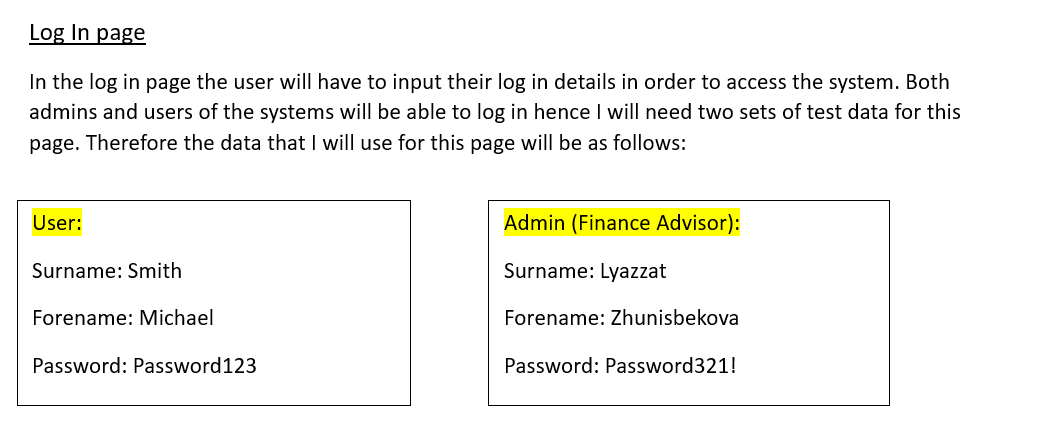 Log In page
In the log in page the user will have to input their log in details in order to access the system. Both
admins and users of the systems will be able to log in hence I will need two sets of test data for this
page. Therefore the data that I will use for this page will be as follows:
User:
Surname: Smith
Forename: Michael
Password: Password123
Admin (Finance Advisor):
Surname: Lyazzat
Forename: Zhunisbekova
Password: Password321!